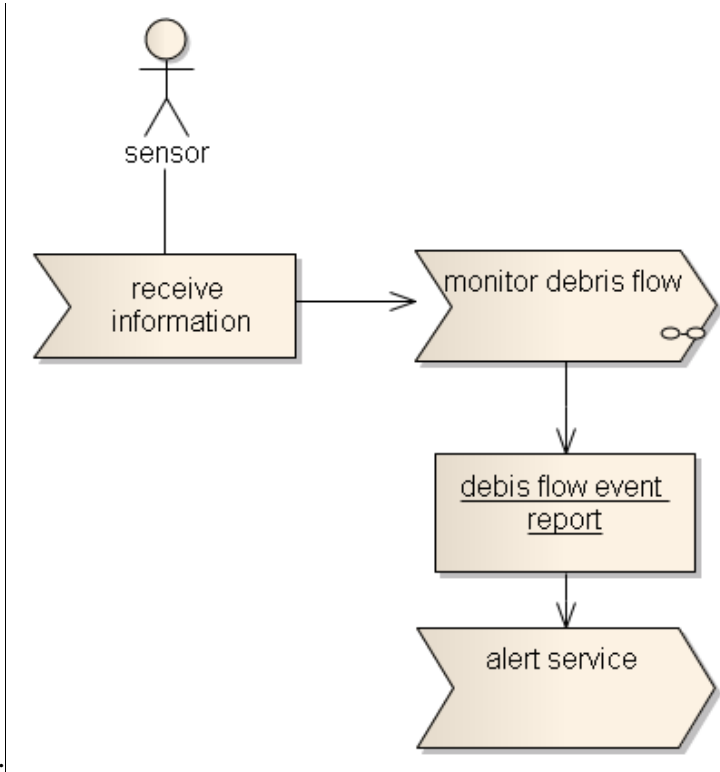 sensor
receive
information
monitor debris flow
debis flow event
report
alert service